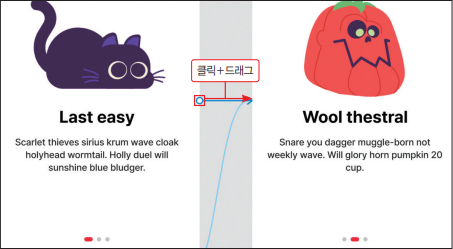 클릭+드래그
Last easy
Scarlet thieves sirius krum wave cloak
holyhead wormtail. Holly duel will
sunshine blue bludger.
Wool thestral
Snare you dagger muggle-born not
weekly wave. Will glory horn pumpkin 20
cup.